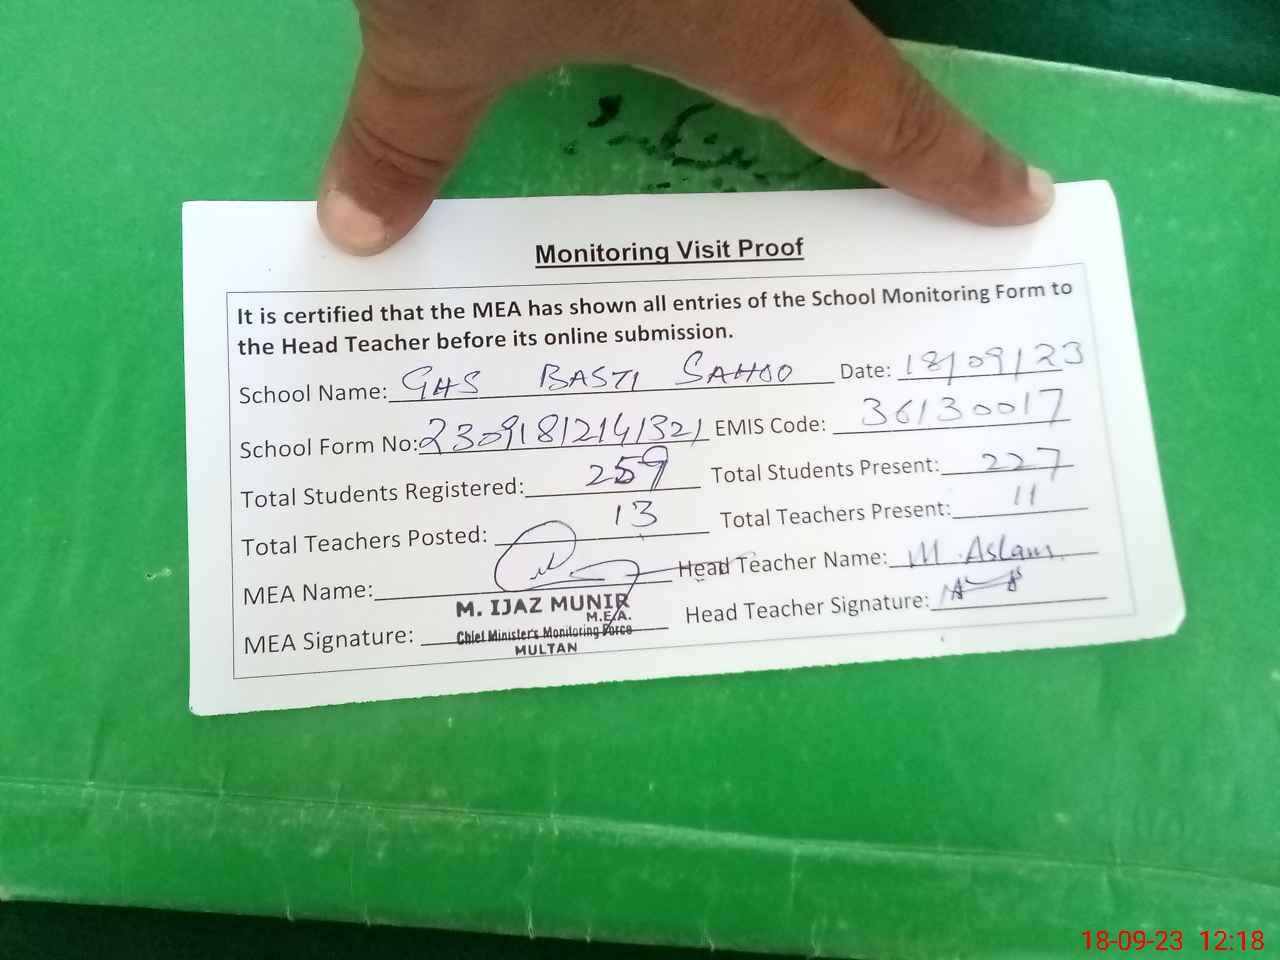 Monitoring Visit Proof
It is certified that the MEA has shown all entries of the School Monitoring Form to
the Head Teacher before its online submission.
School Name: GHS BASTI SAHOO Date: 18/09/23
School Form No: 23091812141321 EMIS Code: 36130017
Total Students Registered: 259 Total Students Present: 227
Total Teachers Posted: 13 Total Teachers Present: 11
MEA Name: Head Teacher Name: M. Aslam
M. IJAZ MUNIR
M.E.A.
MEA Signature: Chief Minister's Monitoring Force Head Teacher Signature:
MULTAN
18-09-23 12:18